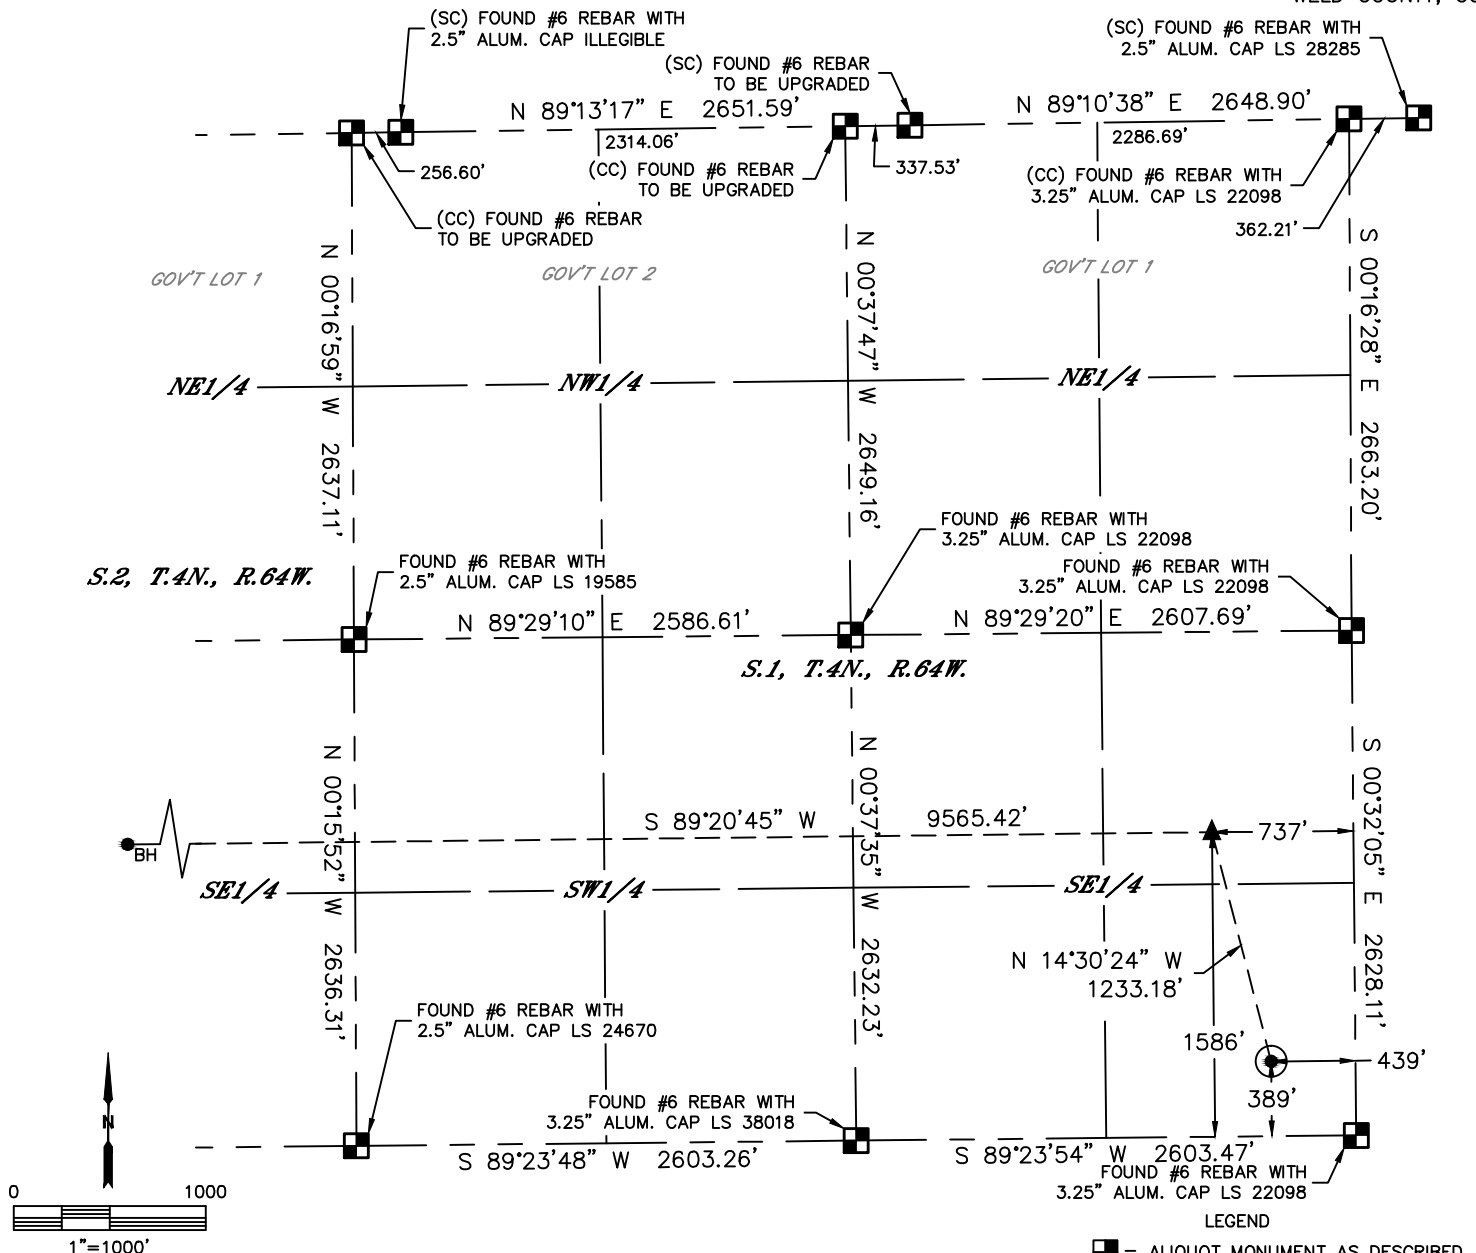 (SC) FOUND #6 REBAR WITH
2.5" ALUM. CAP ILLEGIBLE
(SC) FOUND #6 REBAR WITH
2.5" ALUM. CAP LS 28285
(SC) FOUND #6 REBAR
TO BE UPGRADED
N 89°13'17" E 2651.59'
N 89°10'38" E 2648.90'
2314.06'
2286.69'
256.60'
(CC) FOUND #6 REBAR
TO BE UPGRADED
337.53'
(CC) FOUND #6 REBAR WITH
3.25" ALUM. CAP LS 22098
362.21'
(CC) FOUND #6 REBAR
TO BE UPGRADED
GOV'T LOT 1
GOV'T LOT 2
GOV'T LOT 1
N 00°16'59" W 2637.11'
N 00°37'47" W 2649.16'
S 00°16'28" E 2663.20'
NE1/4
NW1/4
NE1/4
FOUND #6 REBAR WITH
3.25" ALUM. CAP LS 22098
S.2, T.4N., R.64W.
FOUND #6 REBAR WITH
2.5" ALUM. CAP LS 19585
FOUND #6 REBAR WITH
3.25" ALUM. CAP LS 22098
N 89°29'10" E 2586.61'
N 89°29'20" E 2607.69'
S.1, T.4N., R.64W.
N 00°15'52" W 2636.31'
N 00°37'35" W 2632.23'
S 00°32'05" E 2628.11'
S 89°20'45" W 9565.42'
737'
BH
SE1/4
SW1/4
SE1/4
N 14°30'24" W
1233.18'
FOUND #6 REBAR WITH
2.5" ALUM. CAP LS 24670
1586'
439'
389'
FOUND #6 REBAR WITH
3.25" ALUM. CAP LS 38018
N
S 89°23'48" W 2603.26'
S 89°23'54" W 2603.47'
FOUND #6 REBAR WITH
3.25" ALUM. CAP LS 22098
0 1000
1"=1000'
LEGEND
= ALIQUOT MONUMENT AS DESCRIBED